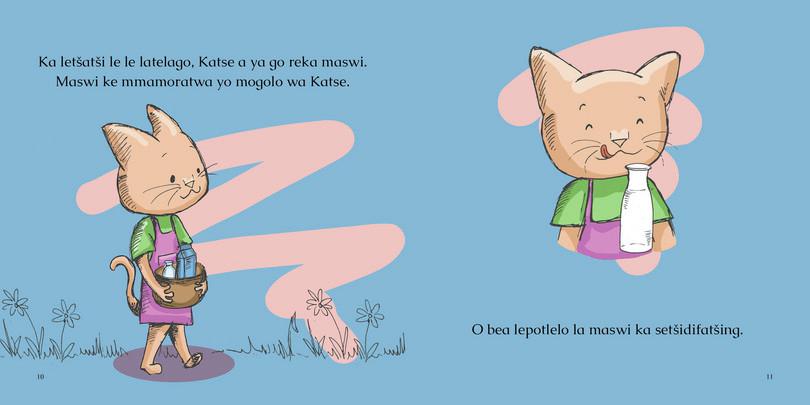 Ka letšatši le le latelago, Katse a ya go reka maswi.
Maswi ke mmamoratwa yo mogolo wa Katse.
10
O bea lepotlelo la maswi ka setšidifatšing.
11